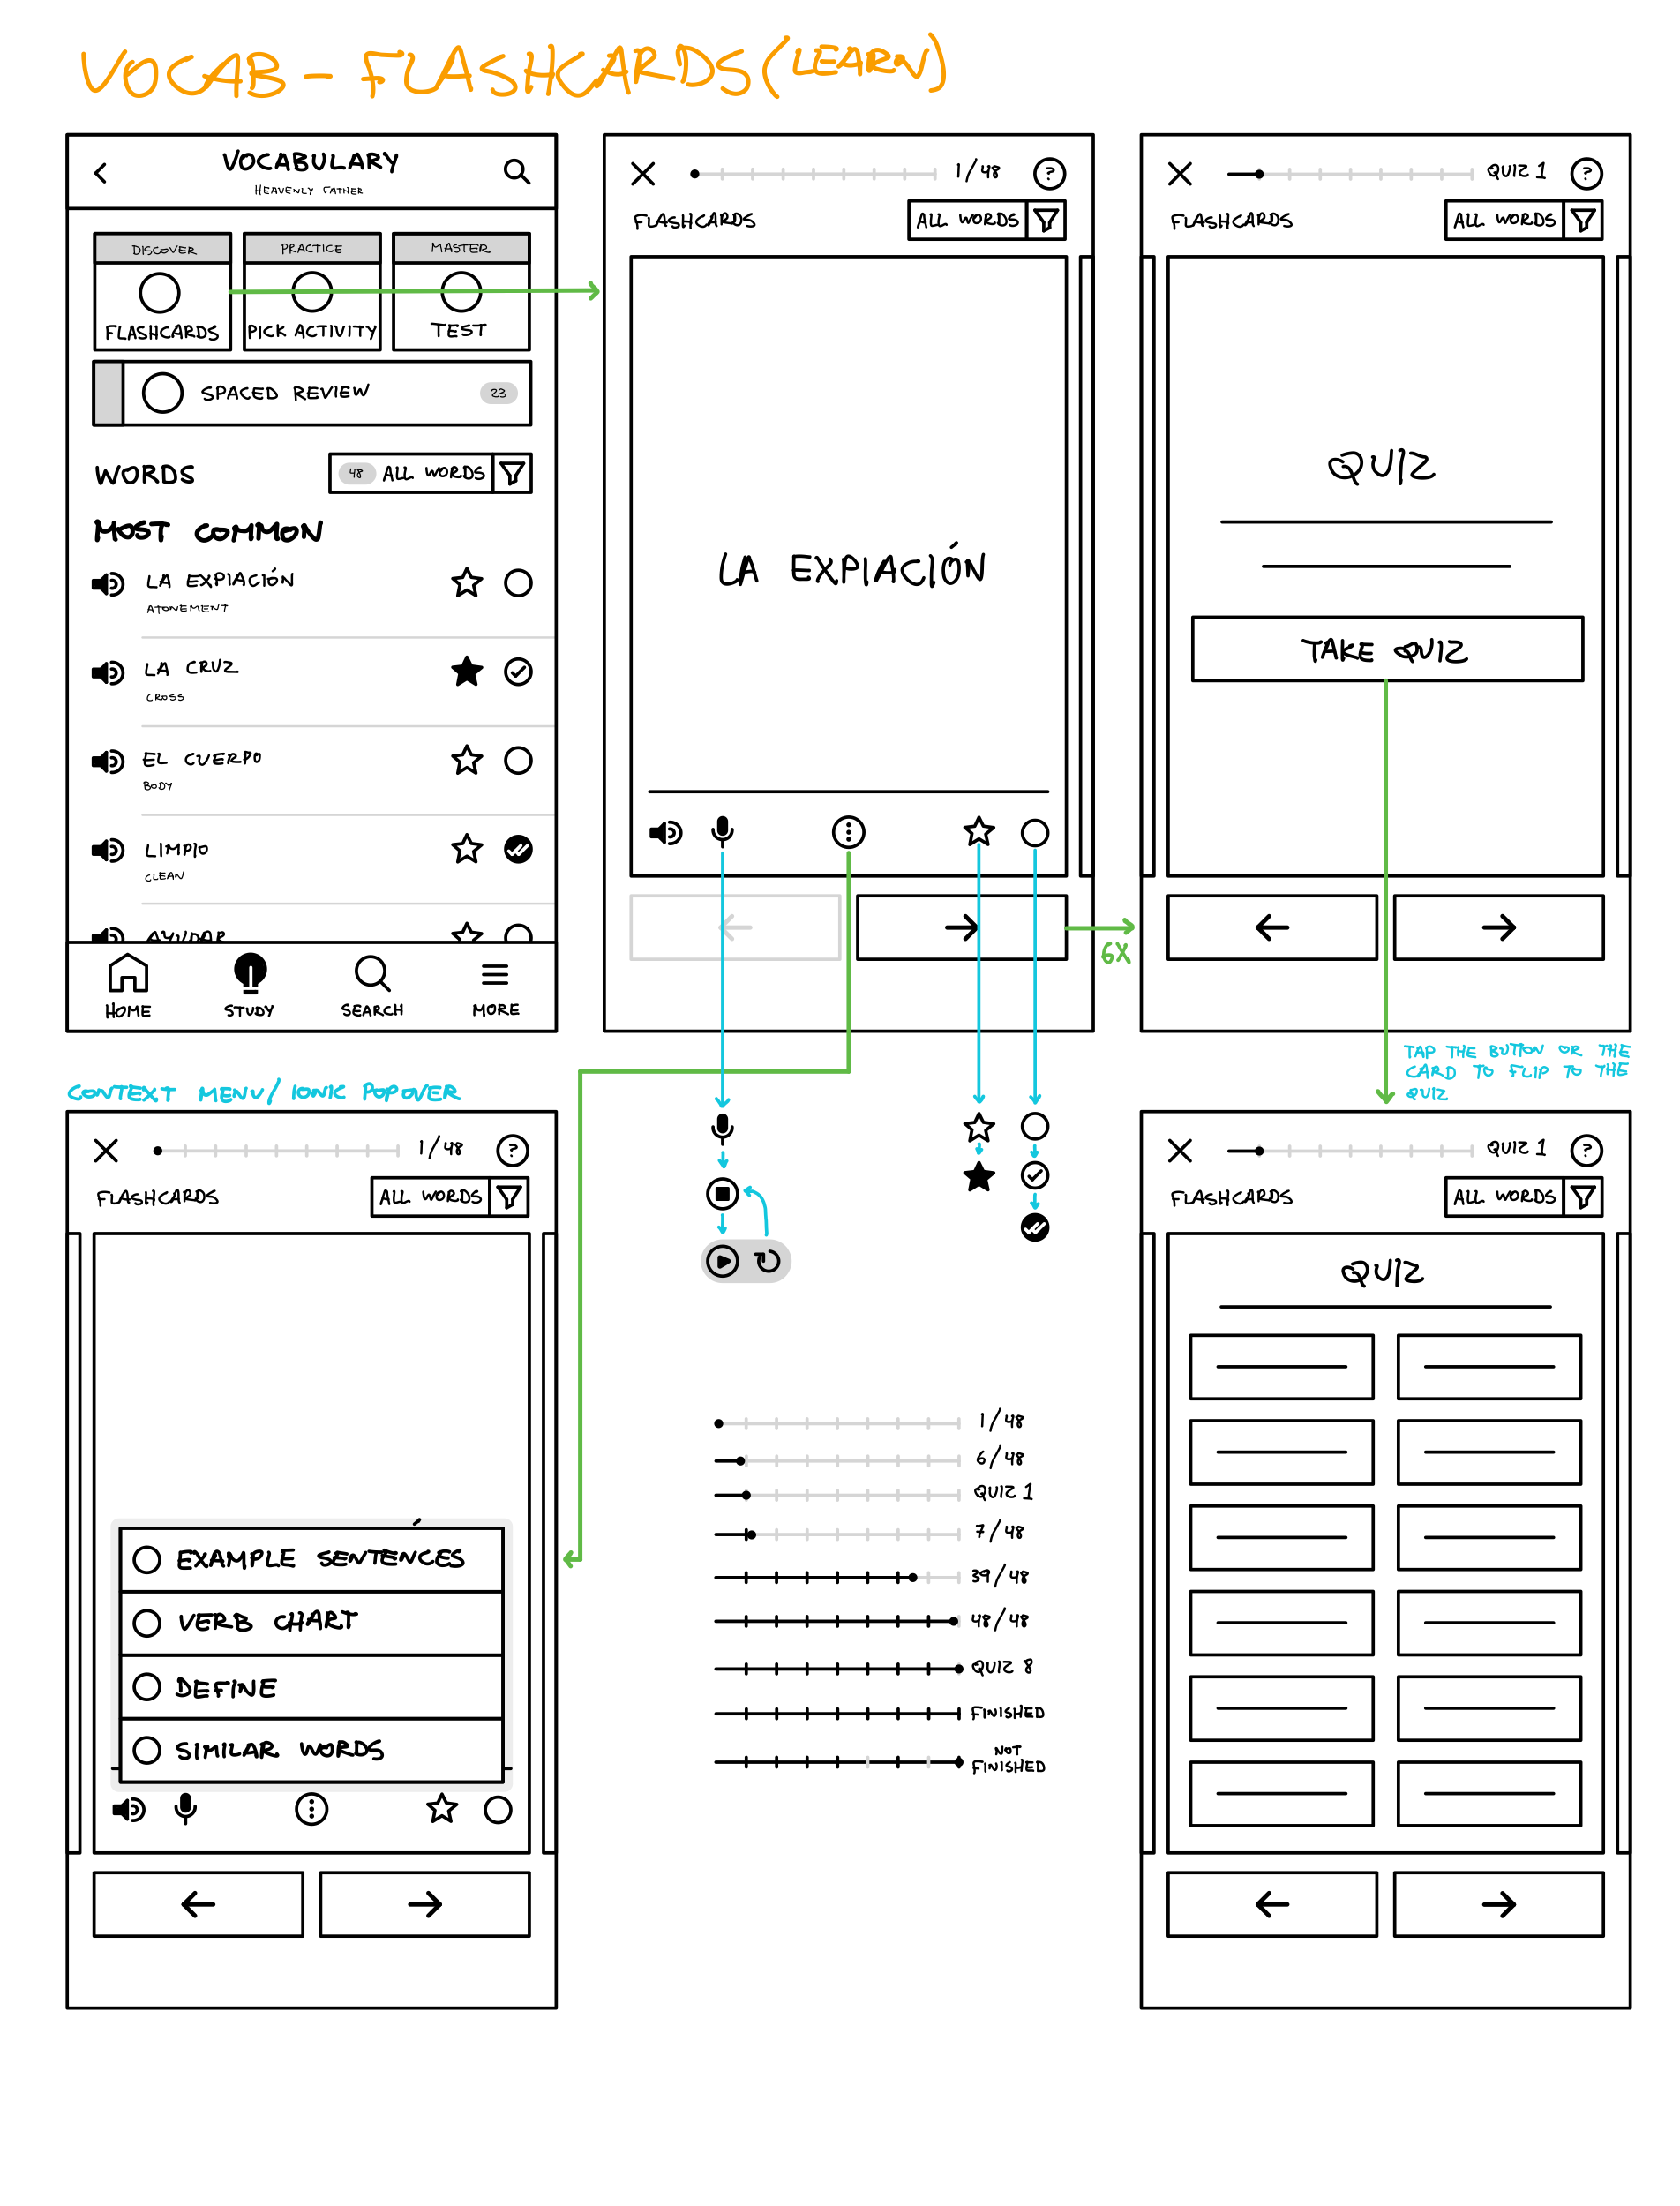 VOCAB - FLASHCARDS (LEARN)
VOCABULARY
HEAVENLY FATHER
DISCOVER
PRACTICE
MASTER
FLASHCARDS
PICK ACTIVITY
TEST
SPACED REVIEW
23
WORDS
48 ALL WORDS
MOST COMMON
LA EXPIACIÓN
ATONEMENT
LA CRUZ
CROSS
EL CUERPO
BODY
LIMPIO
CLEAN
AYUDAR
HOME
STUDY
SEARCH
MORE
1/48
?
FLASHCARDS
ALL WORDS
LA EXPIACIÓN
6X
QUIZ 1
?
FLASHCARDS
ALL WORDS
QUIZ
TAKE QUIZ
TAP THE BUTTON OR THE
CARD TO FLIP TO THE
QUIZ
CONTEXT MENU/IONIC POPOVER
1/48
?
FLASHCARDS
ALL WORDS
EXAMPLE SENTENCES
VERB CHART
DEFINE
SIMILAR WORDS
1/48
6/48
QUIZ 1
7/48
39/48
48/48
QUIZ 8
FINISHED
NOT
FINISHED
QUIZ 1
?
FLASHCARDS
ALL WORDS
QUIZ